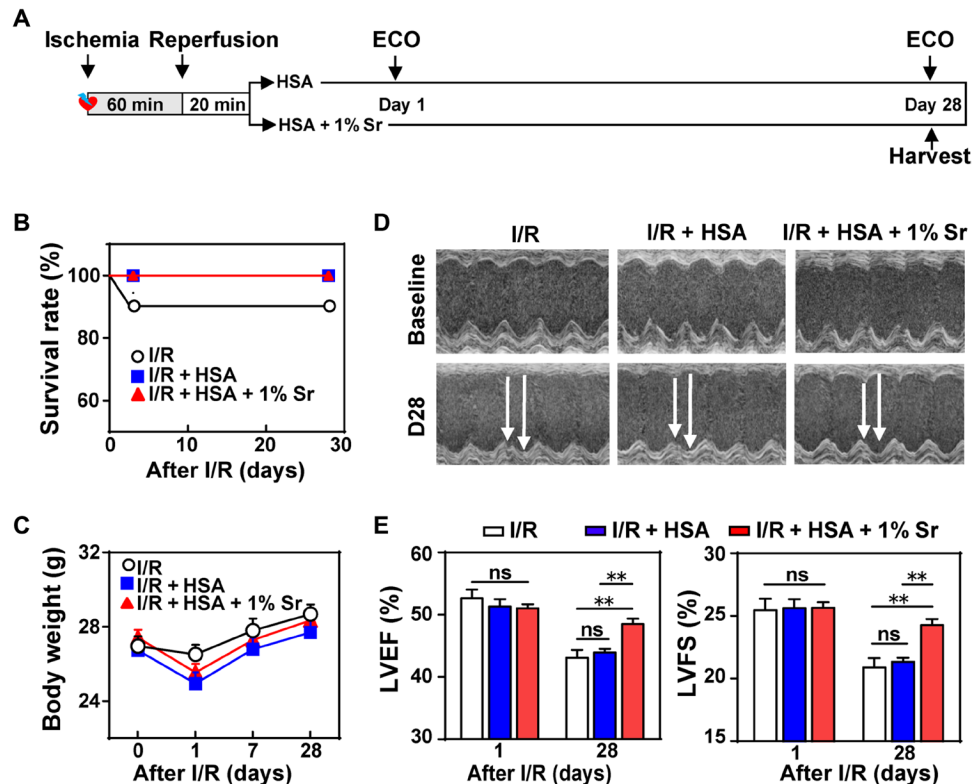 A
Ischemia Reperfusion
ECO
ECO
60 min
20 min
HSA
HSA + 1% Sr
Day 1
Day 28
Harvest
B
Survival rate (%)
100
80
60
I/R
I/R + HSA
I/R + HSA + 1% Sr
0 10 20 30
After I/R (days)
D
I/R
I/R + HSA
I/R + HSA + 1% Sr
Baseline
D28
C
Body weight (g)
32
28
24
I/R
I/R + HSA
I/R + HSA + 1% Sr
0 1 7 28
After I/R (days)
E
I/R
I/R + HSA
I/R + HSA + 1% Sr
LVEF (%)
60
50
40
30
ns
**
**
ns
1 28
After I/R (days)
LVFS (%)
30
25
20
15
ns
**
**
ns
1 28
After I/R (days)